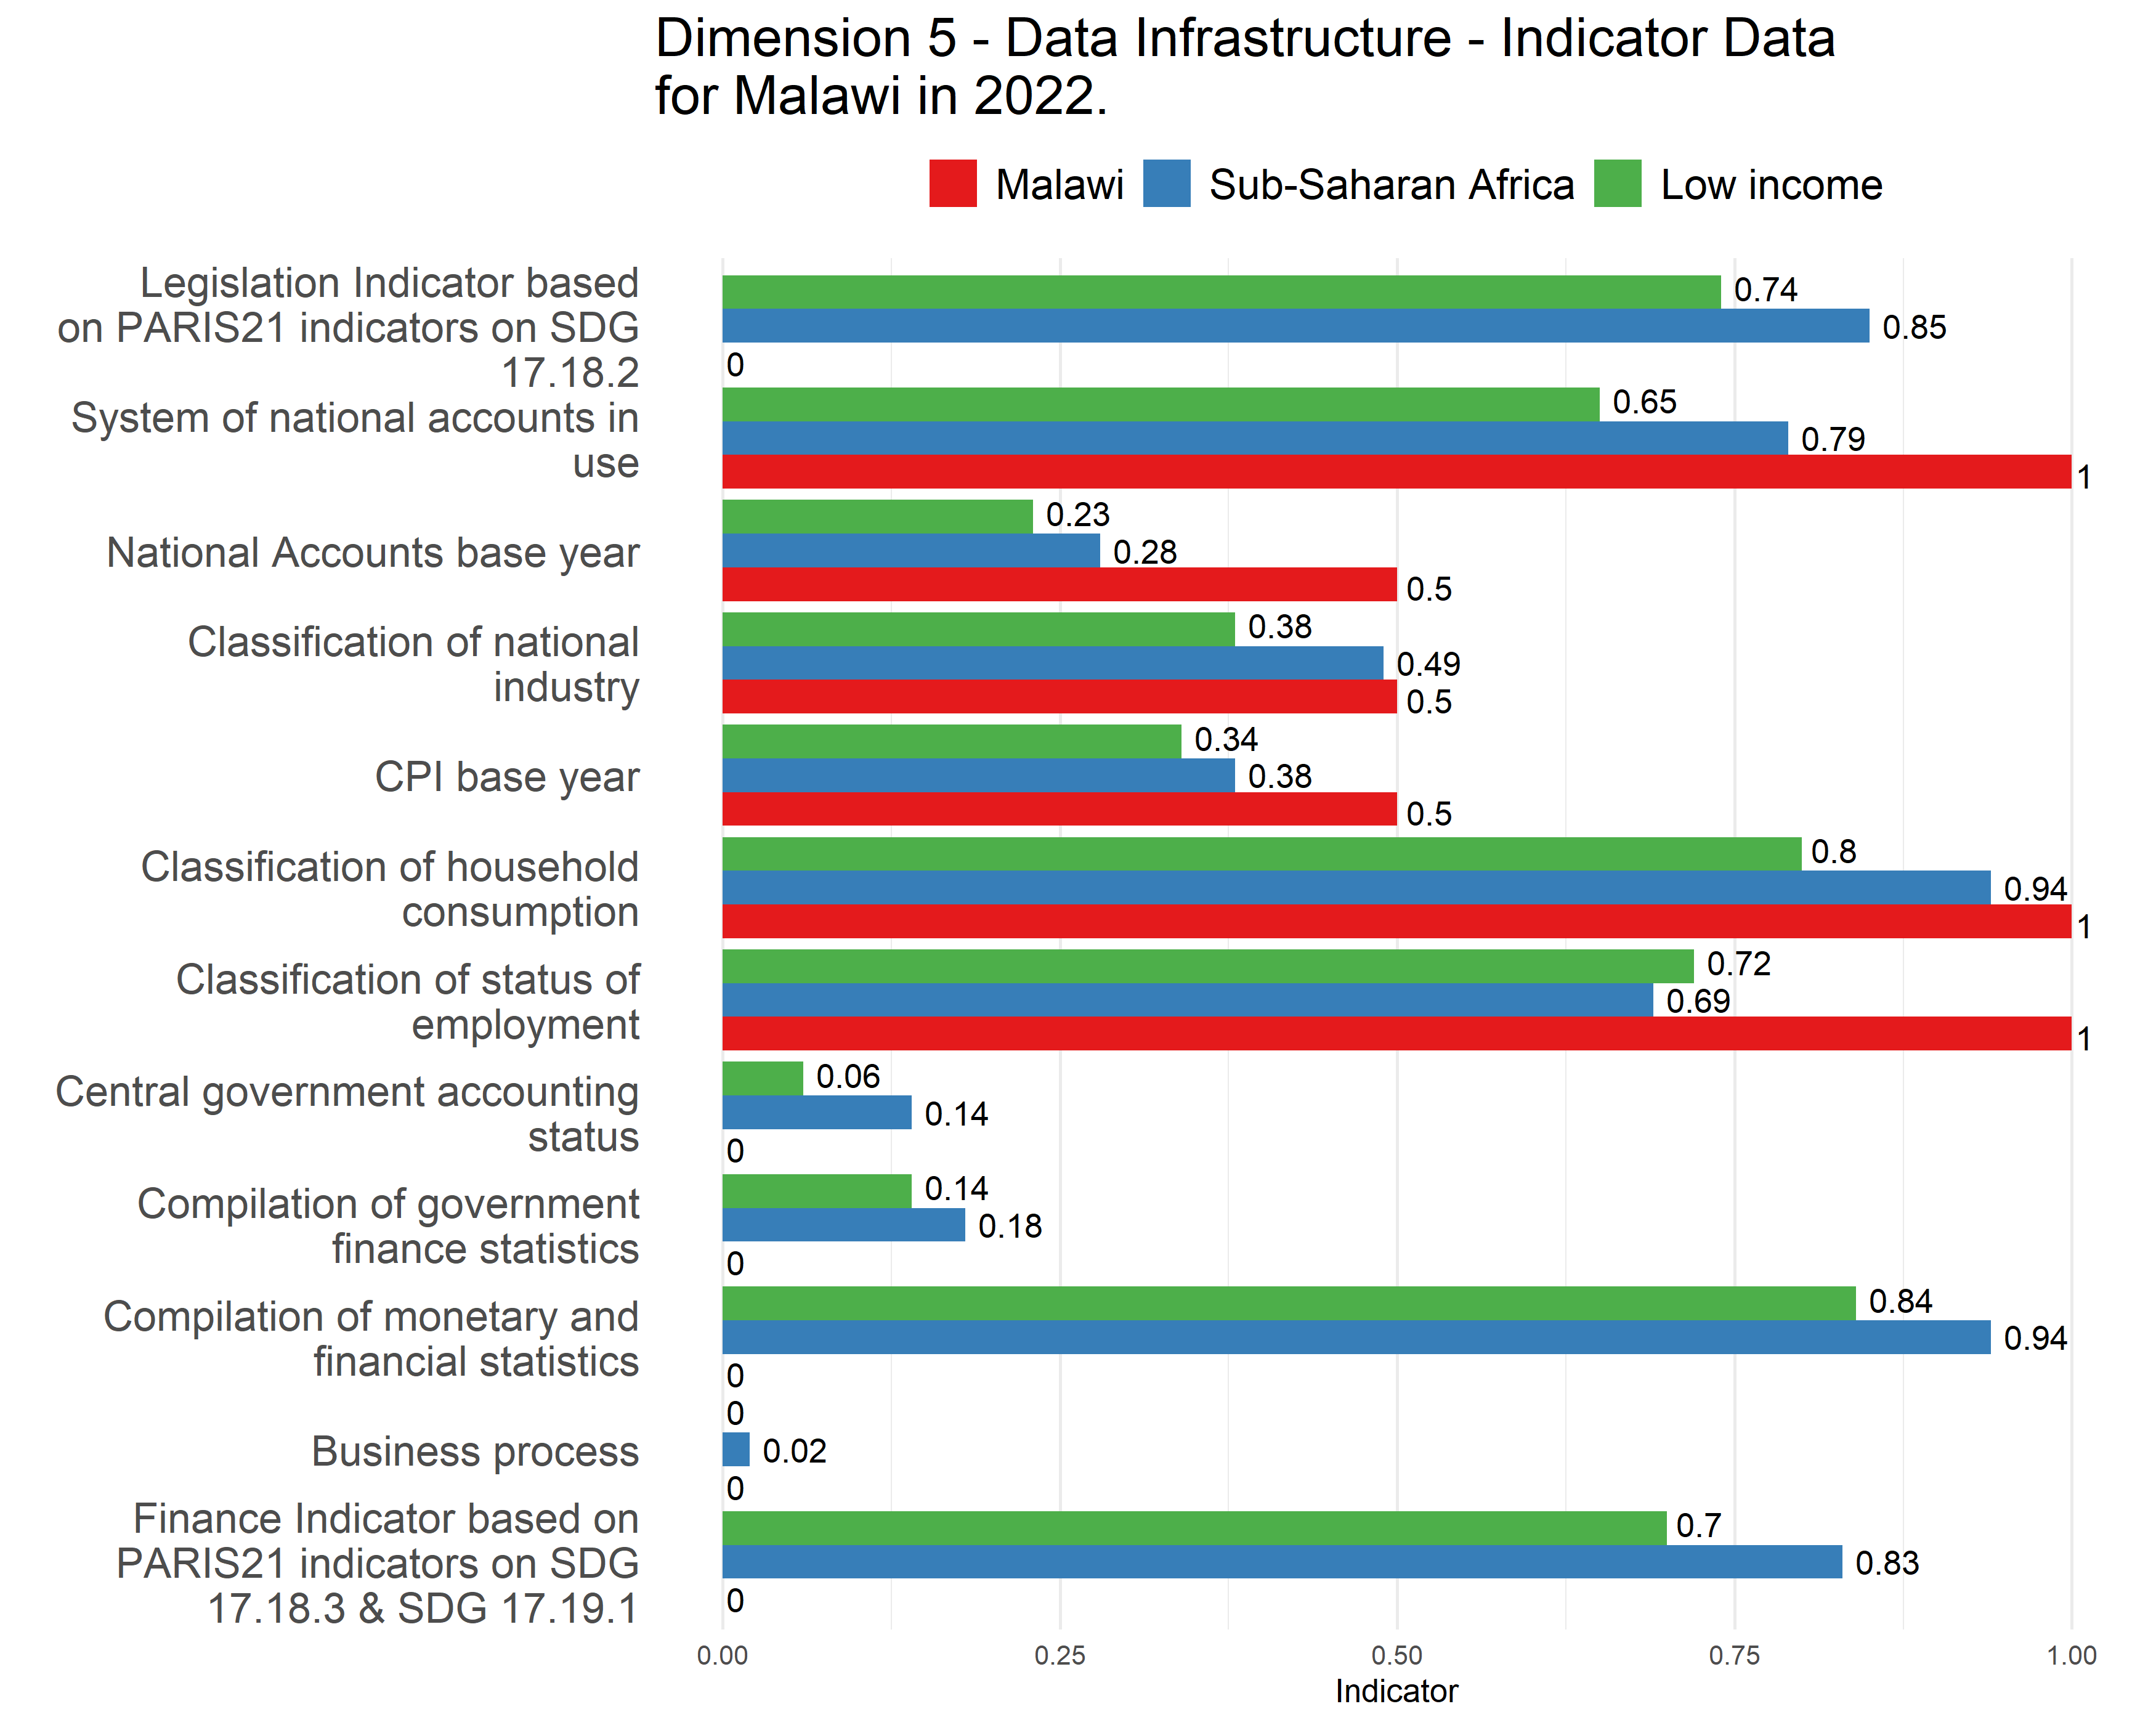 Dimension 5 - Data Infrastructure - Indicator Data
for Malawi in 2022.
Malawi
Sub-Saharan Africa
Low income
Legislation Indicator based
on PARIS21 indicators on SDG
17.18.2
0.74
0.85
0
System of national accounts in
use
0.65
0.79
1
National Accounts base year
0.23
0.28
0.5
Classification of national
industry
0.38
0.49
0.5
CPI base year
0.34
0.38
0.5
Classification of household
consumption
0.8
0.94
1
Classification of status of
employment
0.72
0.69
1
Central government accounting
status
0.06
0.14
0
Compilation of government
finance statistics
0.14
0.18
0
Compilation of monetary and
financial statistics
0.84
0.94
0
Business process
0
0.02
0
Finance Indicator based on
PARIS21 indicators on SDG
17.18.3 & SDG 17.19.1
0.7
0.83
0
0.00
0.25
0.50
0.75
1.00
Indicator